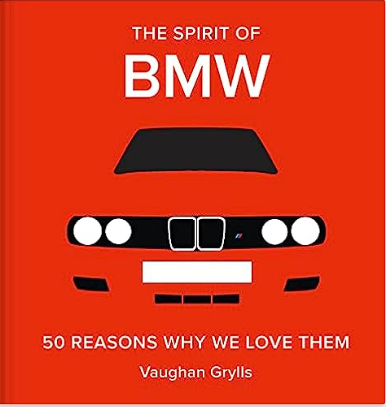 THE SPIRIT OF
BMW
50 REASONS WHY WE LOVE THEM
Vaughan Grylls